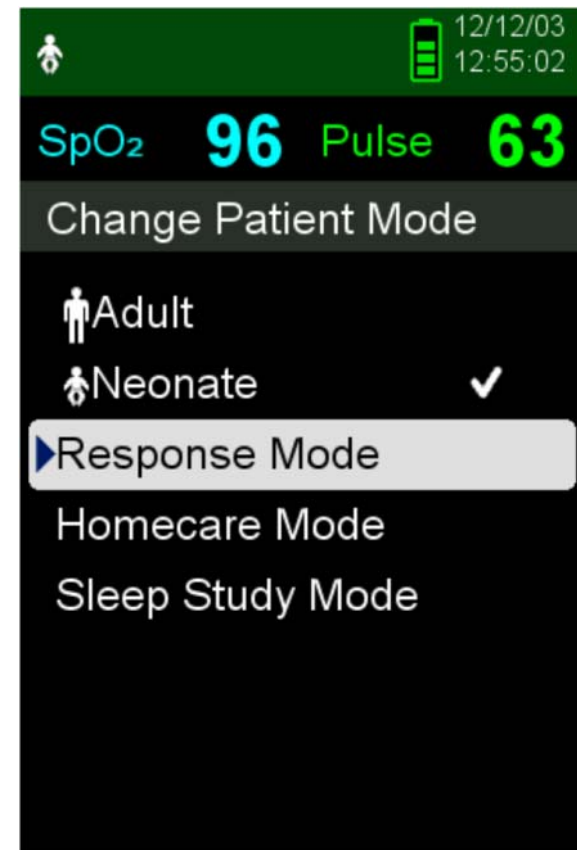 12/12/03
12:55:02
SpO₂ 96 Pulse 63
Change Patient Mode
Adult
Neonate
Response Mode
Homecare Mode
Sleep Study Mode